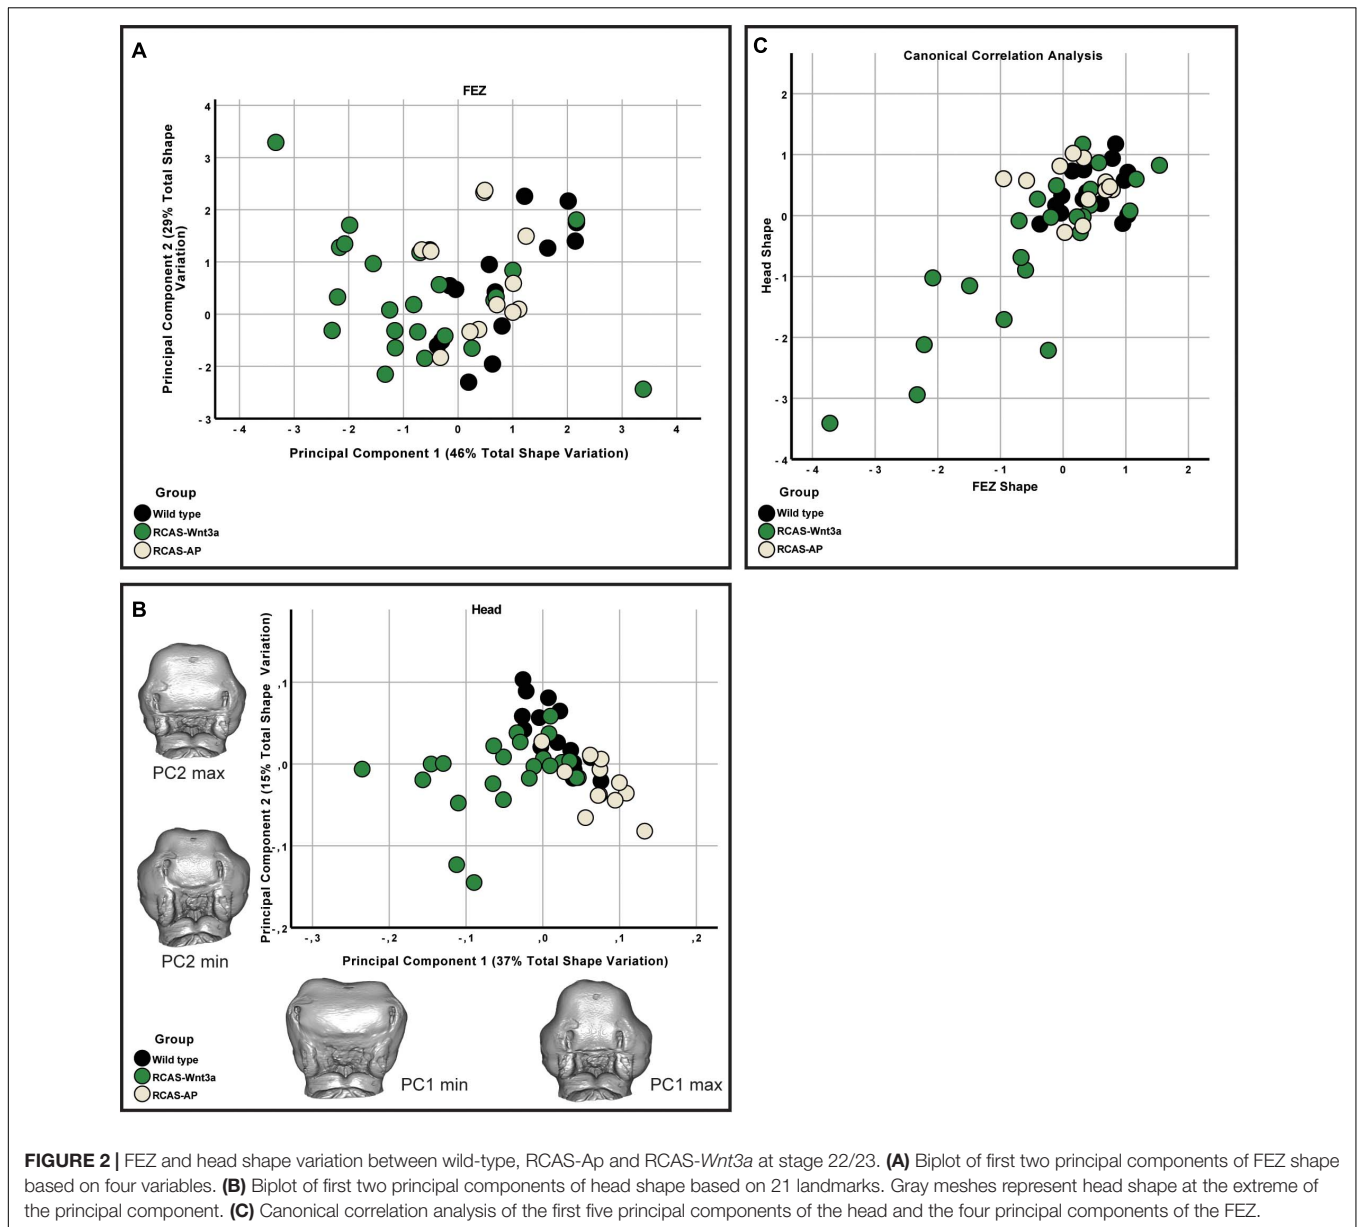 A
FEZ
Principal Component 2 (29% Total Shape
Variation)
4
3
2
1
0
- 2
- 3
- 4
- 3
- 2
- 1
0
1
2
3
4
Principal Component 1 (46% Total Shape Variation)
Group
Wild type
RCAS-Wnt3a
RCAS-AP
C
Canonical Correlation Analysis
Head Shape
2
1
0
- 1
- 2
- 3
- 4
- 4
- 3
- 2
- 1
0
1
2
FEZ Shape
Group
Wild type
RCAS-Wnt3a
RCAS-AP
B
Head
Principal Component 2 (15% Total Shape Variation)
,1
,0
-,1
-,2
-,3
-,2
-,1
,0
,1
,2
Principal Component 1 (37% Total Shape Variation)
PC2 max
PC2 min
PC1 min
PC1 max
Group
Wild type
RCAS-Wnt3a
RCAS-AP
FIGURE 2 | FEZ and head shape variation between wild-type, RCAS-Ap and RCAS-Wnt3a at stage 22/23. (A) Biplot of first two principal components of FEZ shape
based on four variables. (B) Biplot of first two principal components of head shape based on 21 landmarks. Gray meshes represent head shape at the extreme of
the principal component. (C) Canonical correlation analysis of the first five principal components of the head and the four principal components of the FEZ.